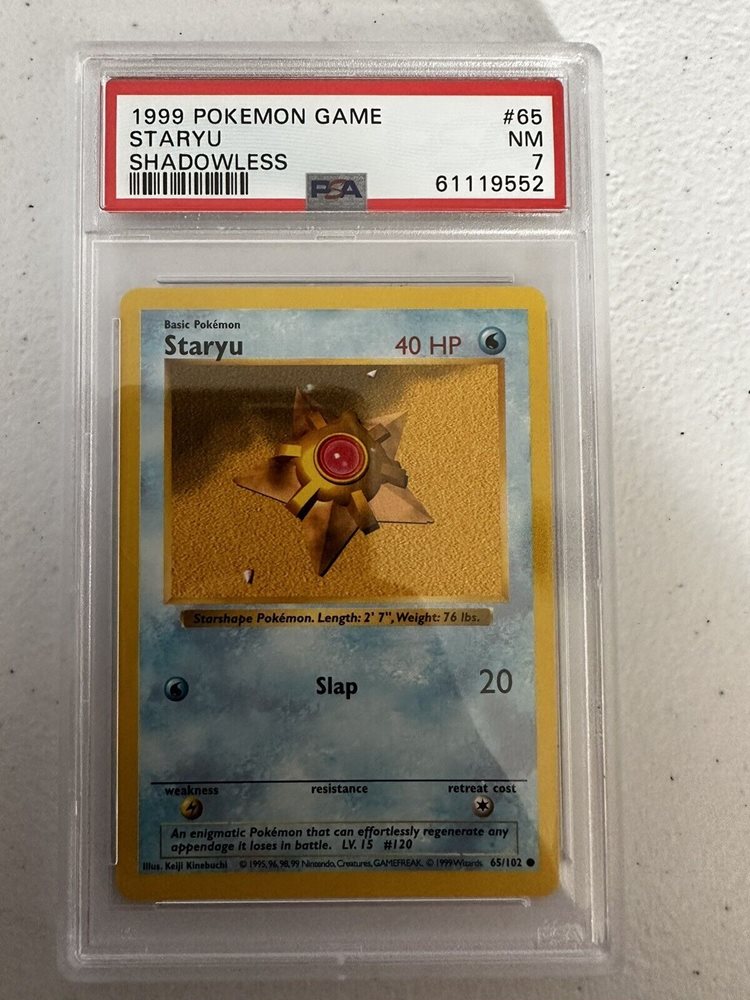 1999 POKEMON GAME #65
STARYU NM
SHADOWLESS 7
PSA 61119552
Basic Pokémon
Staryu 40 HP
Starshape Pokémon. Length: 2' 7", Weight: 76 lbs.
Slap 20
weakness resistance retreat cost
An enigmatic Pokémon that can effortlessly regenerate any
appendage it loses in battle. LV. 15 #120
Illus. Keiji Kinebuchi © 1995, 96, 98, 99 Nintendo, Creatures, GAMEFREAK. © 1999 Wizards. 65/102